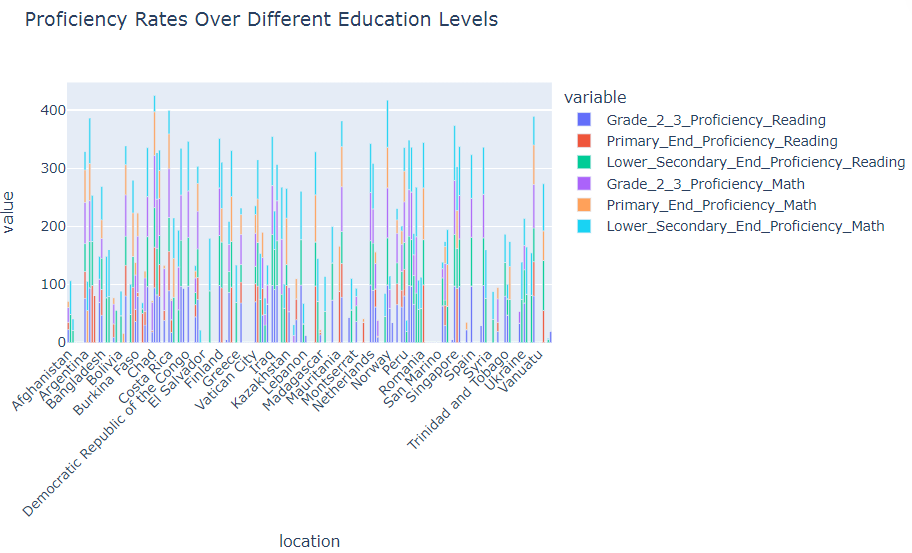 Proficiency Rates Over Different Education Levels
variable
Grade_2_3_Proficiency_Reading
Primary_End_Proficiency_Reading
Lower_Secondary_End_Proficiency_Reading
Grade_2_3_Proficiency_Math
Primary_End_Proficiency_Math
Lower_Secondary_End_Proficiency_Math
value
400
300
200
100
0
Afghanistan
Argentina
Bangladesh
Bolivia
Burkina Faso
Chad
Costa Rica
Democratic Republic of the Congo
El Salvador
Finland
Greece
Vatican City
Iraq
Kazakhstan
Lebanon
Madagascar
Mauritania
Montserrat
Netherlands
Norway
Peru
Romania
San Marino
Singapore
Spain
Syria
Trinidad and Tobago
Ukraine
Vanuatu
location